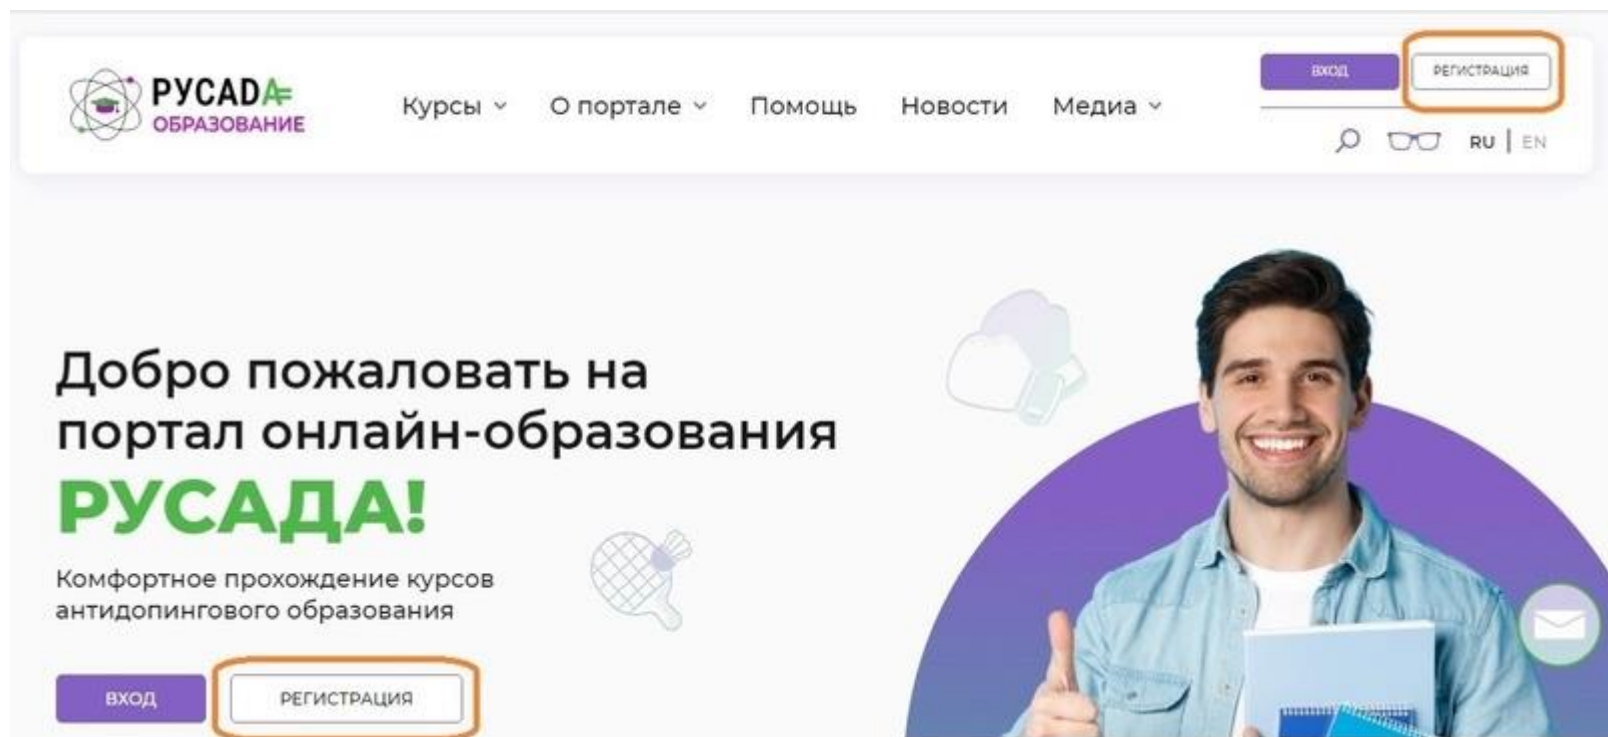 РУСАДА
ОБРАЗОВАНИЕ
Курсы
О портале
Помощь
Новости
Медиа
ВХОД
РЕГИСТРАЦИЯ
RU | EN
Добро пожаловать на
портал онлайн-образования
РУСАДА!
Комфортное прохождение курсов
антидопингового образования
ВХОД
РЕГИСТРАЦИЯ